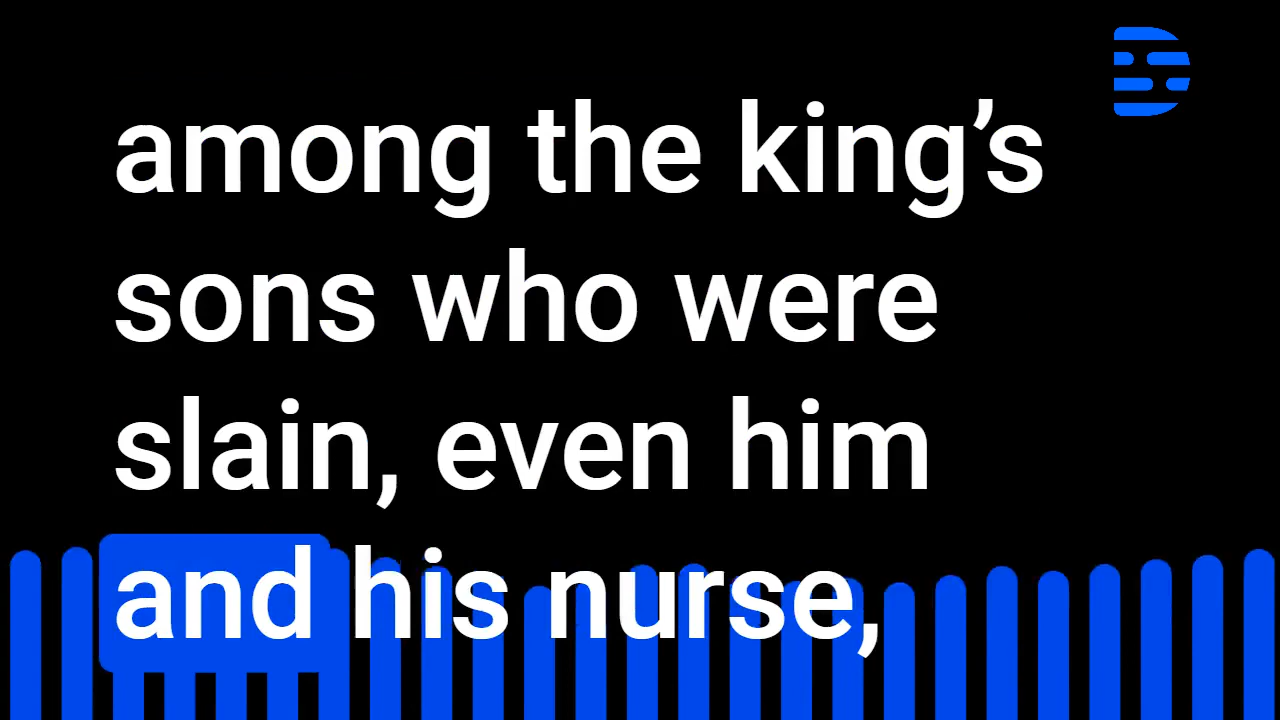 among the king’s
sons who were
slain, even him
and his nurse,